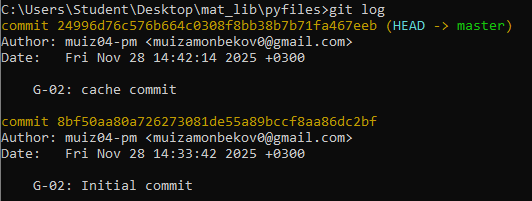 C:\Users\Student\Desktop\mat_lib\pyfiles>git log
commit 24996d76c576b664c0308f8bb38b7b71fa467eeb (HEAD -> master)
Author: muiz04-pm <muizamonbekov0@gmail.com>
Date:   Fri Nov 28 14:42:14 2025 +0300
G-02: cache commit
commit 8bf50aa80a726273081de55a89bccf8aa86dc2bf
Author: muiz04-pm <muizamonbekov0@gmail.com>
Date:   Fri Nov 28 14:33:42 2025 +0300
G-02: Initial commit